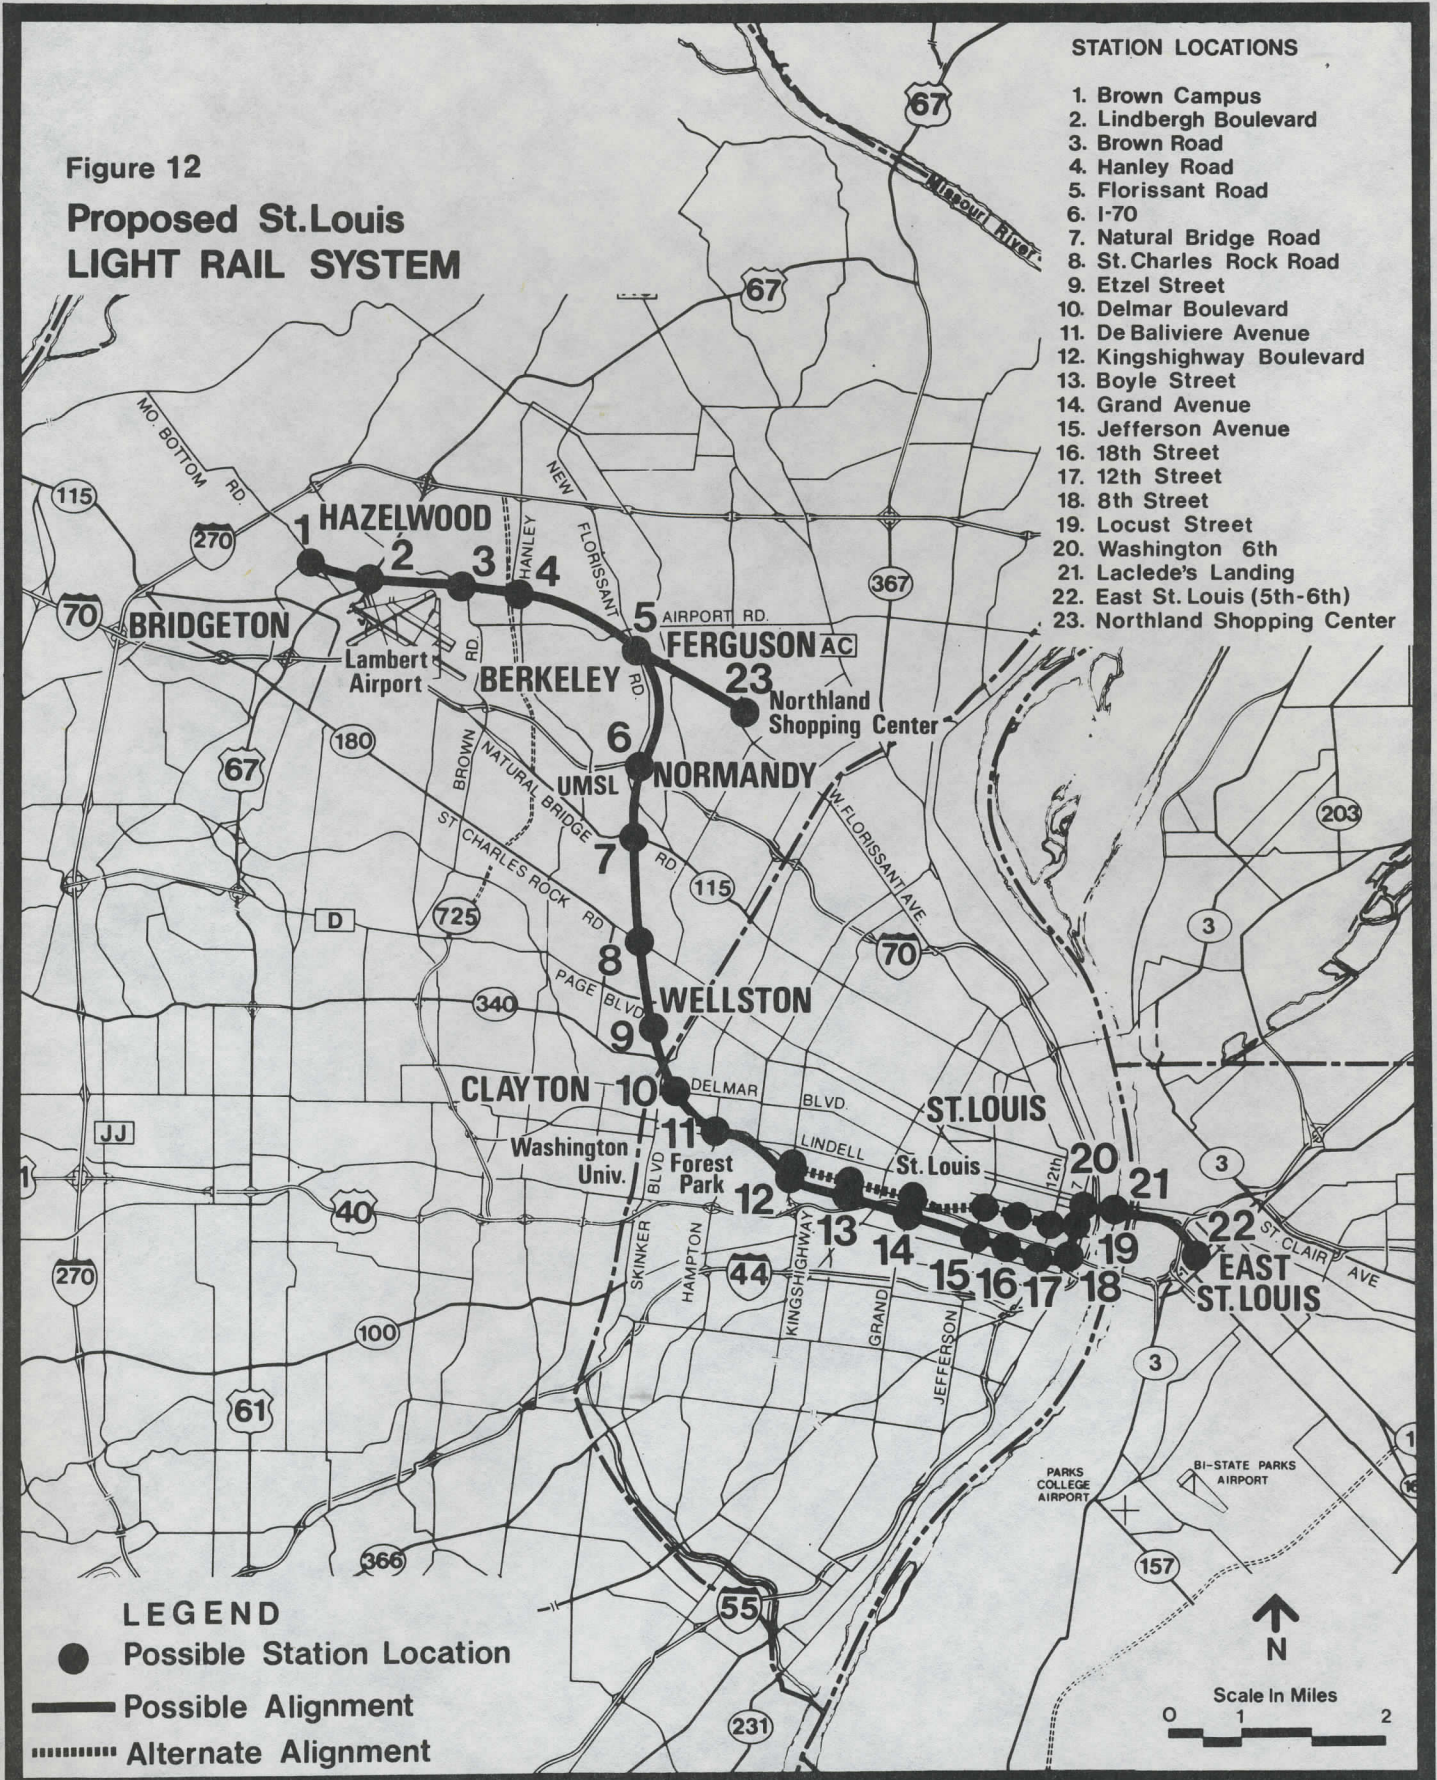 STATION LOCATIONS
1. Brown Campus
2. Lindbergh Boulevard
3. Brown Road
4. Hanley Road
5. Florissant Road
6. I-70
7. Natural Bridge Road
8. St. Charles Rock Road
9. Etzel Street
10. Delmar Boulevard
11. De Baliviere Avenue
12. Kingshighway Boulevard
13. Boyle Street
14. Grand Avenue
15. Jefferson Avenue
16. 18th Street
17. 12th Street
18. 8th Street
19. Locust Street
20. Washington 6th
21. Laclede's Landing
22. East St. Louis (5th-6th)
23. Northland Shopping Center
Figure 12
Proposed St. Louis
LIGHT RAIL SYSTEM
67
Missouri River
67
MO. BOTTOM RD.
115
270
70
HAZELWOOD
1
2
3
4
HANLEY
NEW FLORISSANT RD.
367
BRIDGETON
Lambert
Airport
RD.
BERKELEY
5
AIRPORT RD.
FERGUSON
AC
23
Northland
Shopping Center
180
67
BROWN
NATURAL BRIDGE RD.
6
UMSL
NORMANDY
7
115
W. FLORISSANT AVE.
203
ST CHARLES ROCK RD
D
725
3
70
8
PAGE BLVD
WELLSTON
340
9
CLAYTON
10
DELMAR BLVD.
ST. LOUIS
JJ
11
Washington
Univ.
Forest
Park
LINDELL
St. Louis
12th
7
20
21
3
40
SKINKER BLVD
12
13
14
15
16
17
18
19
22
ST. CLAIR AVE
EAST
ST. LOUIS
270
HAMPTON
44
KINGSHIGHWAY
GRAND
JEFFERSON
100
3
61
PARKS
COLLEGE
AIRPORT
BI-STATE PARKS
AIRPORT
366
157
55
231
LEGEND
Possible Station Location
Possible Alignment
Alternate Alignment
N
Scale In Miles
0 1 2